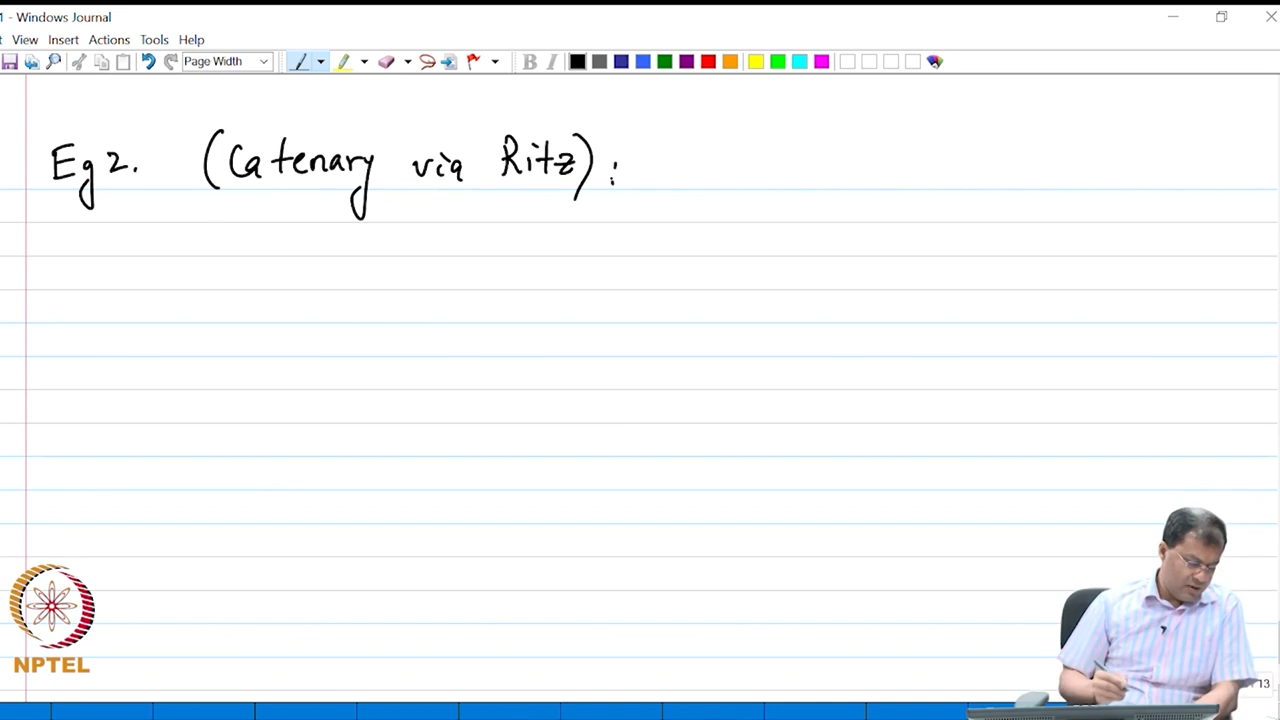 1 - Windows Journal
View Insert Actions Tools Help
Page Width
B I
Eg 2. (Catenary via Ritz) :
NPTEL
13